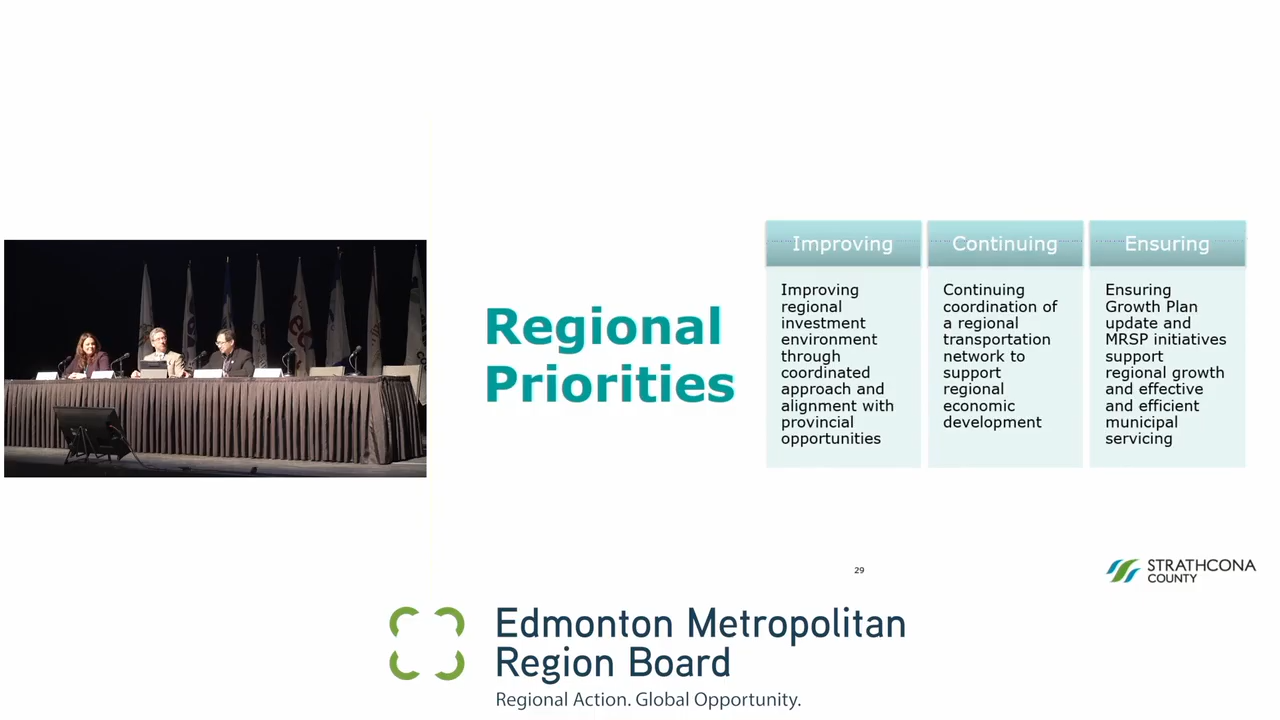 Regional
Priorities
Improving
Improving
regional
investment
environment
through
coordinated
approach and
alignment with
provincial
opportunities
Continuing
Continuing
coordination of
a regional
transportation
network to
support
regional
economic
development
Ensuring
Ensuring
Growth Plan
update and
MRSP initiatives
support
regional growth
and effective
and efficient
municipal
servicing
29
STRATHCONA
COUNTY
Edmonton Metropolitan
Region Board
Regional Action. Global Opportunity.